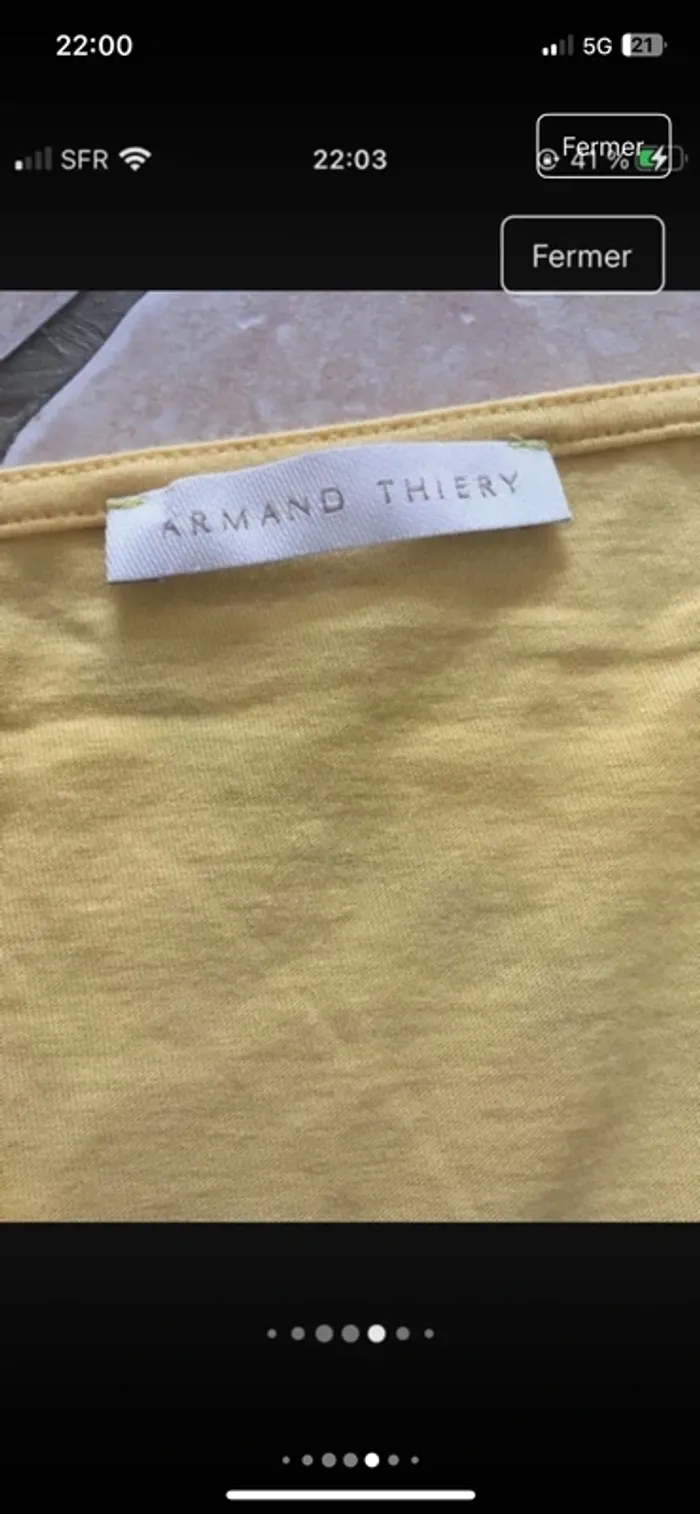 22:00
5G
21
SFR
22:03
41 %
Fermer
Fermer
ARMAND THIERY